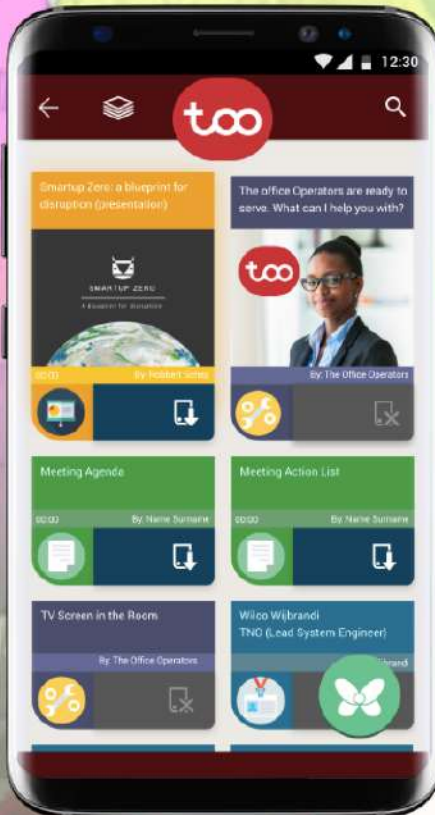 12:30
too
Smartup Zero: a blueprint for
disruption (presentation)
SMARTUP ZERO
A Blueprint for Disruption
00:00
By:
The office Operators are ready to
serve. What can I help you with?
too
By: The Office Operators
Meeting Agenda
00:00
By: Name Surname
Meeting Action List
00:00
By: Name Surname
TV Screen in the Room
By: The Office Operators
Wilco Wijbrandi
TNO (Lead System Engineer)